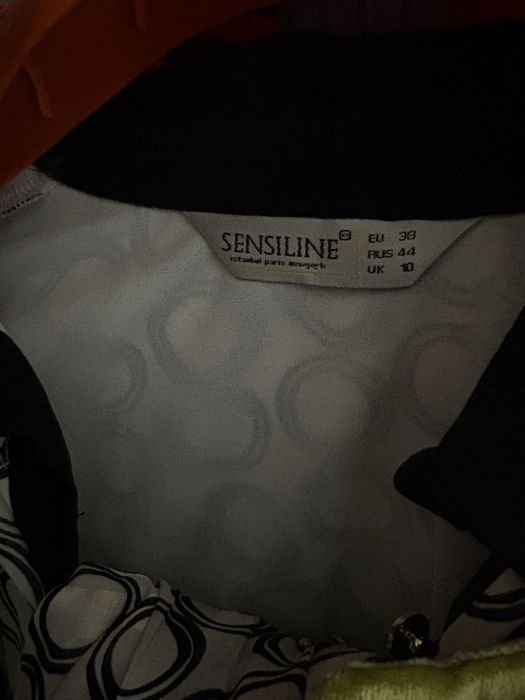 SENSILINE
istanbul paris newyork
EU 38
RUS 44
UK 10